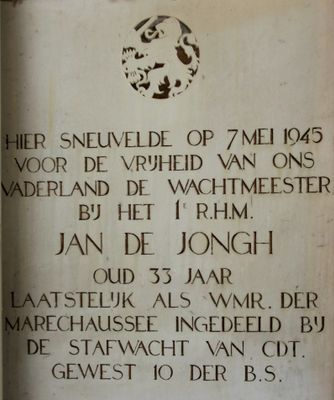 HIER SNEUVELDE OP 7 MEI 1945
VOOR DE VRIJHEID VAN ONS
VADERLAND DE WACHTMEESTER
BIJ HET 1E R.H.M.
JAN DE JONGH
OUD 33 JAAR
LAATSTELIJK ALS WMR. DER
MARECHAUSSEE INGEDEELD BIJ
DE STAFWACHT VAN CDT.
GEWEST 10 DER B.S.